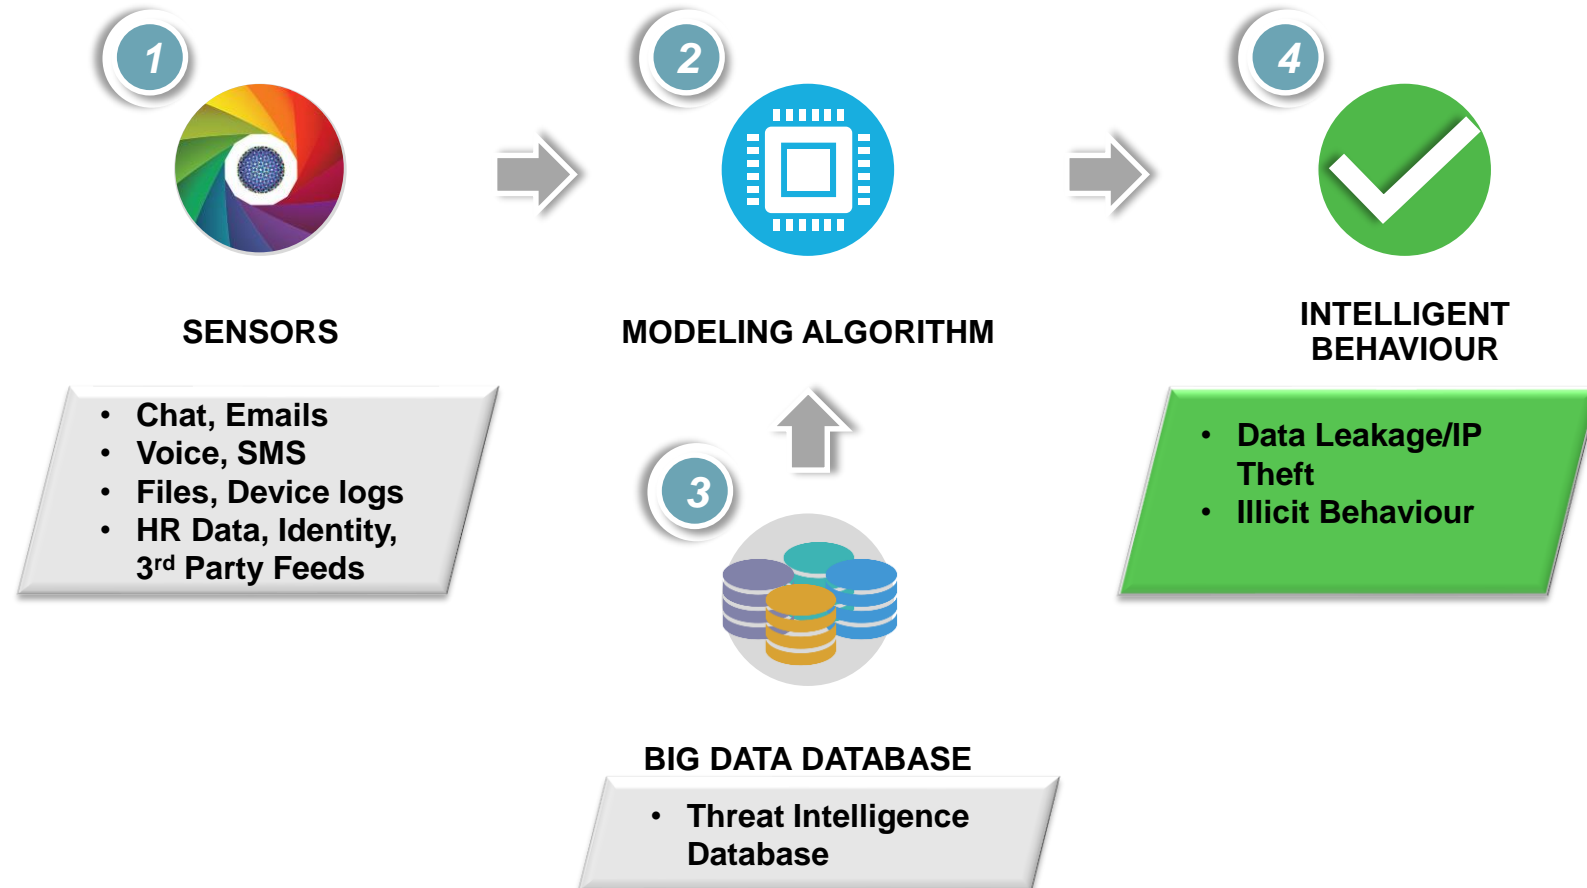 1
SENSORS
• Chat, Emails
• Voice, SMS
• Files, Device logs
• HR Data, Identity,
3rd Party Feeds
2
MODELING ALGORITHM
3
BIG DATA DATABASE
• Threat Intelligence
Database
4
INTELLIGENT
BEHAVIOUR
• Data Leakage/IP
Theft
• Illicit Behaviour